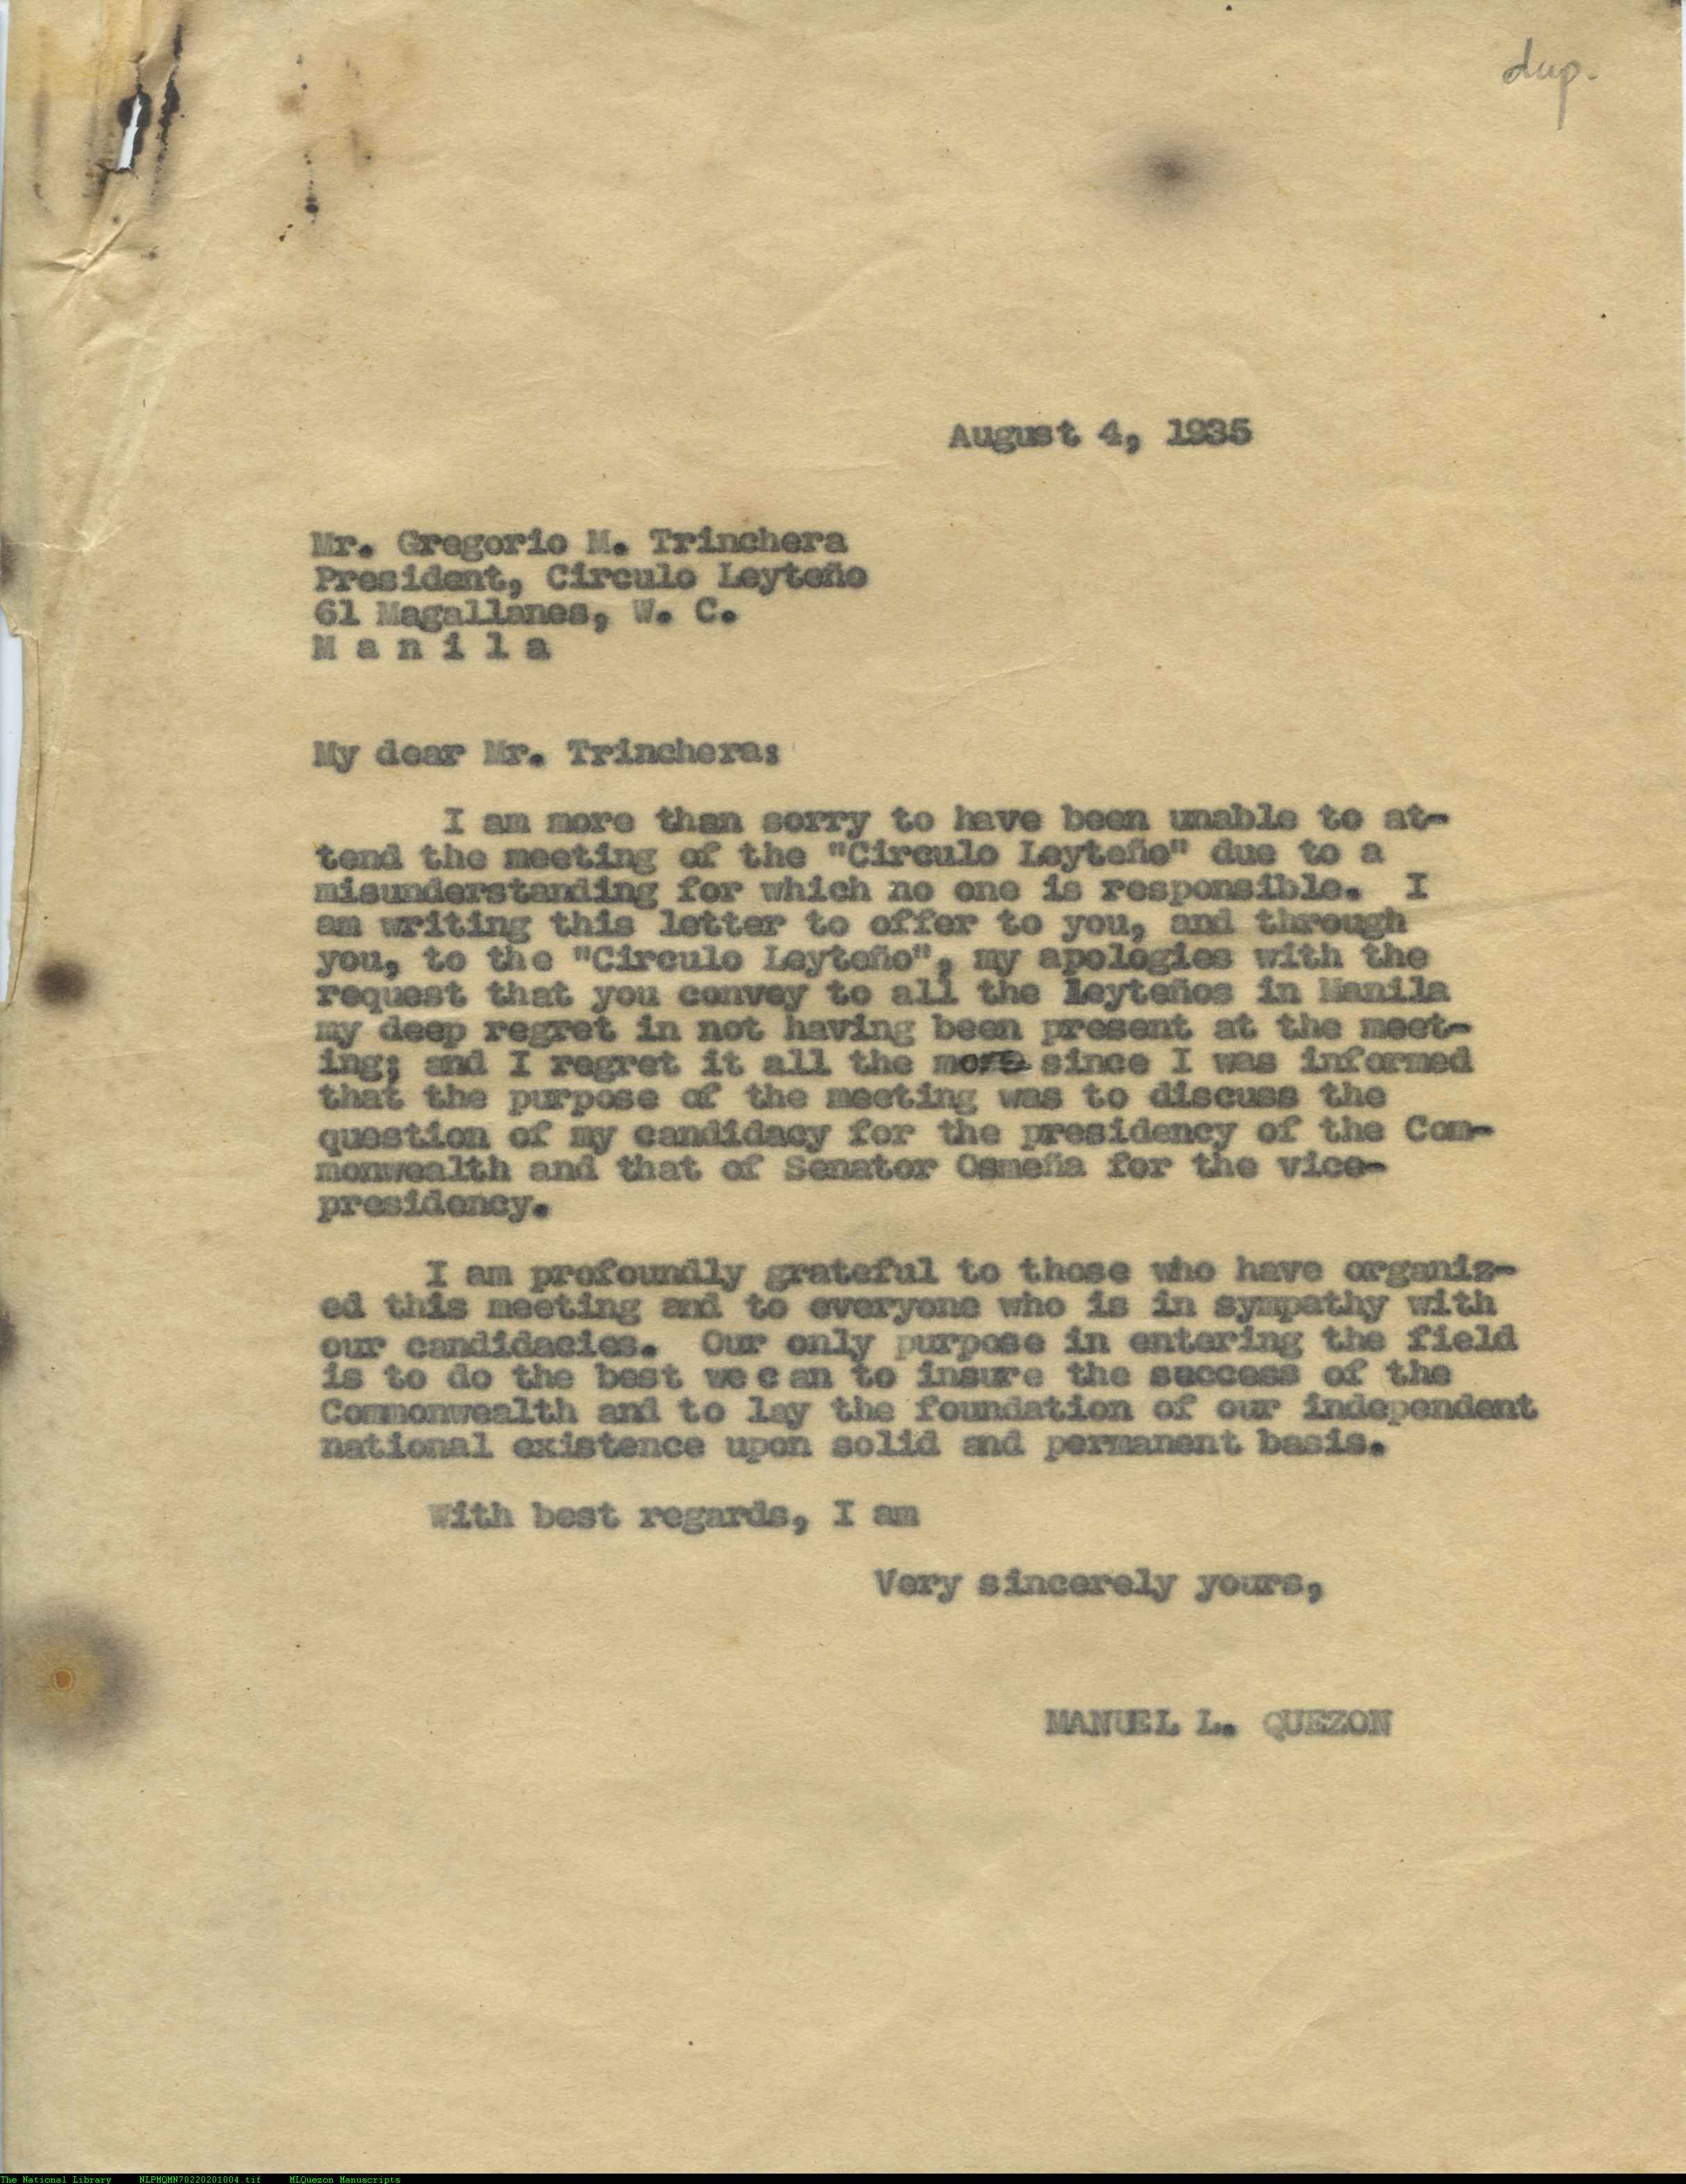 dup.
August 4, 1935
Mr. Gregorio M. Trinchera
President, Circulo Leyteño
61 Magallanes, W. C.
M a n i l a
My dear Mr. Trinchera:
I am more than sorry to have been unable to at-
tend the meeting of the "Circulo Leyteño" due to a
misunderstanding for which no one is responsible. I
am writing this letter to offer to you, and through
you, to the "Circulo Leyteño", my apologies with the
request that you convey to all the leyteños in Manila
my deep regret in not having been present at the meet-
ing; and I regret it all the more since I was informed
that the purpose of the meeting was to discuss the
question of my candidacy for the presidency of the Com-
monwealth and that of Senator Osmeña for the vice-
presidency.
I am profoundly grateful to those who have organiz-
ed this meeting and to everyone who is in sympathy with
our candidacies. Our only purpose in entering the field
is to do the best we can to insure the success of the
Commonwealth and to lay the foundation of our independent
national existence upon solid and permanent basis.
With best regards, I am
Very sincerely yours,
MANUEL L. QUEZON
The National Library NLPMQMN70220201004.tif MLQuezon Manuscripts